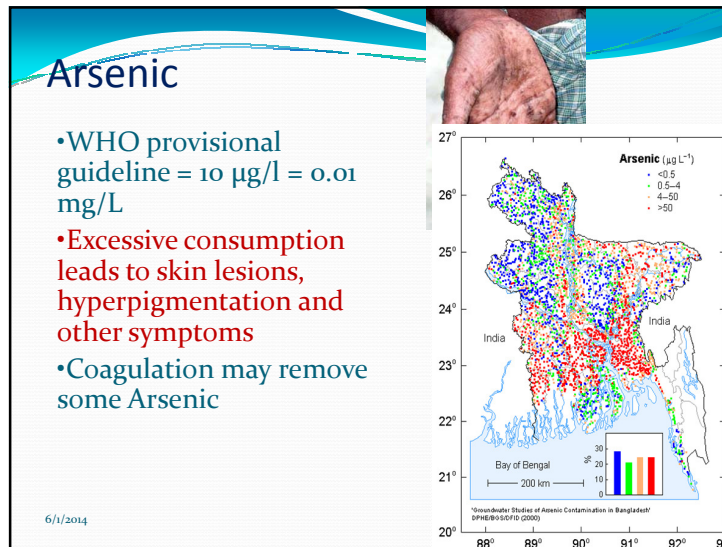 Arsenic
•WHO provisional
guideline = 10 µg/l = 0.01
mg/L
•Excessive consumption
leads to skin lesions,
hyperpigmentation and
other symptoms
•Coagulation may remove
some Arsenic
6/1/2014
27°
26°
25°
24°
23°
22°
21°
20°
Arsenic (µg L⁻¹)
<0.5
0.5–4
4–50
>50
India
India
Bay of Bengal
200 km
%
30
20
10
0
'Groundwater Studies of Arsenic Contamination in Bangladesh'
DPHE/BGS/DFID (2000)
88° 89° 90° 91° 92° 9